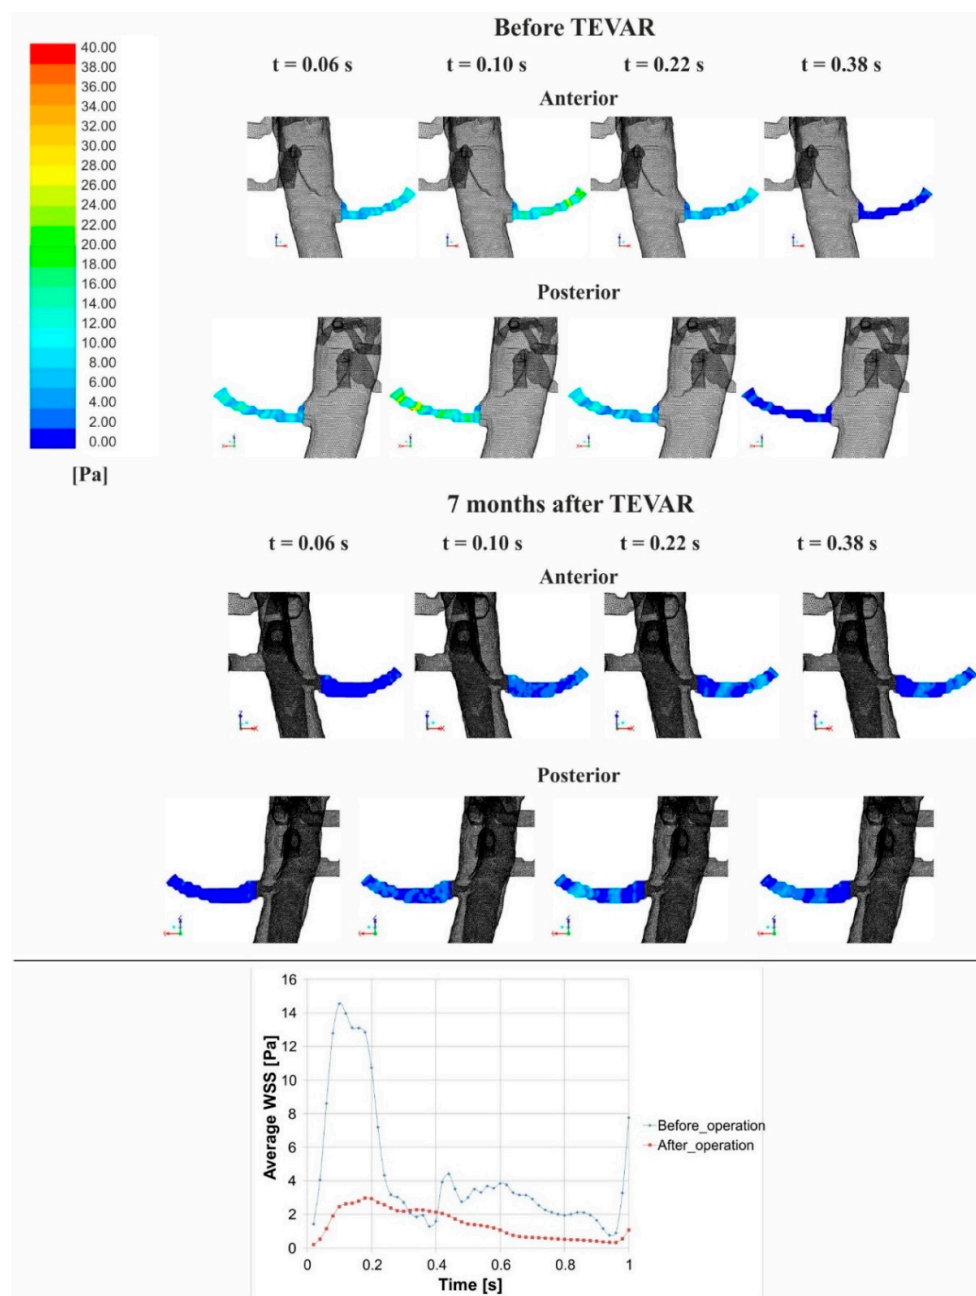 Before TEVAR
t = 0.06 s t = 0.10 s t = 0.22 s t = 0.38 s
Anterior
40.00
38.00
36.00
34.00
32.00
30.00
28.00
26.00
24.00
22.00
20.00
18.00
16.00
14.00
12.00
10.00
8.00
6.00
4.00
2.00
0.00
[Pa]
Posterior
7 months after TEVAR
t = 0.06 s t = 0.10 s t = 0.22 s t = 0.38 s
Anterior
Posterior
Average WSS [Pa]
16
14
12
10
8
6
4
2
0
0 0.2 0.4 0.6 0.8 1
Time [s]
Before_operation
After_operation